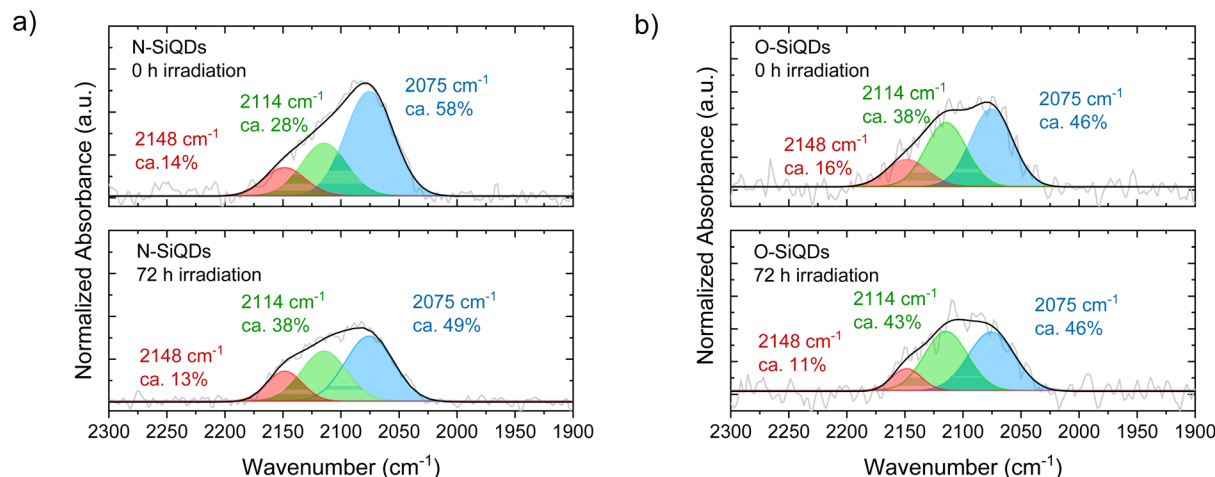 a)
N-SiQDs
0 h irradiation
2148 cm⁻¹
ca.14%
2114 cm⁻¹
ca. 28%
2075 cm⁻¹
ca. 58%
N-SiQDs
72 h irradiation
2148 cm⁻¹
ca. 13%
2114 cm⁻¹
ca. 38%
2075 cm⁻¹
ca. 49%
Normalized Absorbance (a.u.)
2300 2250 2200 2150 2100 2050 2000 1950 1900
Wavenumber (cm⁻¹)
b)
O-SiQDs
0 h irradiation
2148 cm⁻¹
ca. 16%
2114 cm⁻¹
ca. 38%
2075 cm⁻¹
ca. 46%
O-SiQDs
72 h irradiation
2148 cm⁻¹
ca. 11%
2114 cm⁻¹
ca. 43%
2075 cm⁻¹
ca. 46%
Normalized Absorbance (a.u.)
2300 2250 2200 2150 2100 2050 2000 1950 1900
Wavenumber (cm⁻¹)